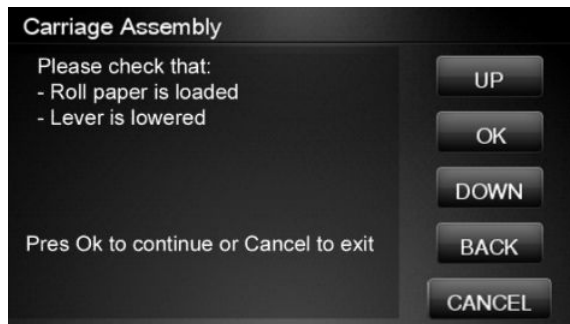 Carriage Assembly
Please check that:
- Roll paper is loaded
- Lever is lowered
Pres Ok to continue or Cancel to exit
UP
OK
DOWN
BACK
CANCEL